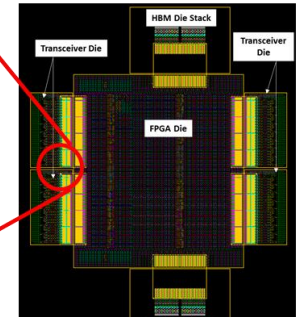 HBM Die Stack
Transceiver Die
Transceiver
Die
FPGA Die